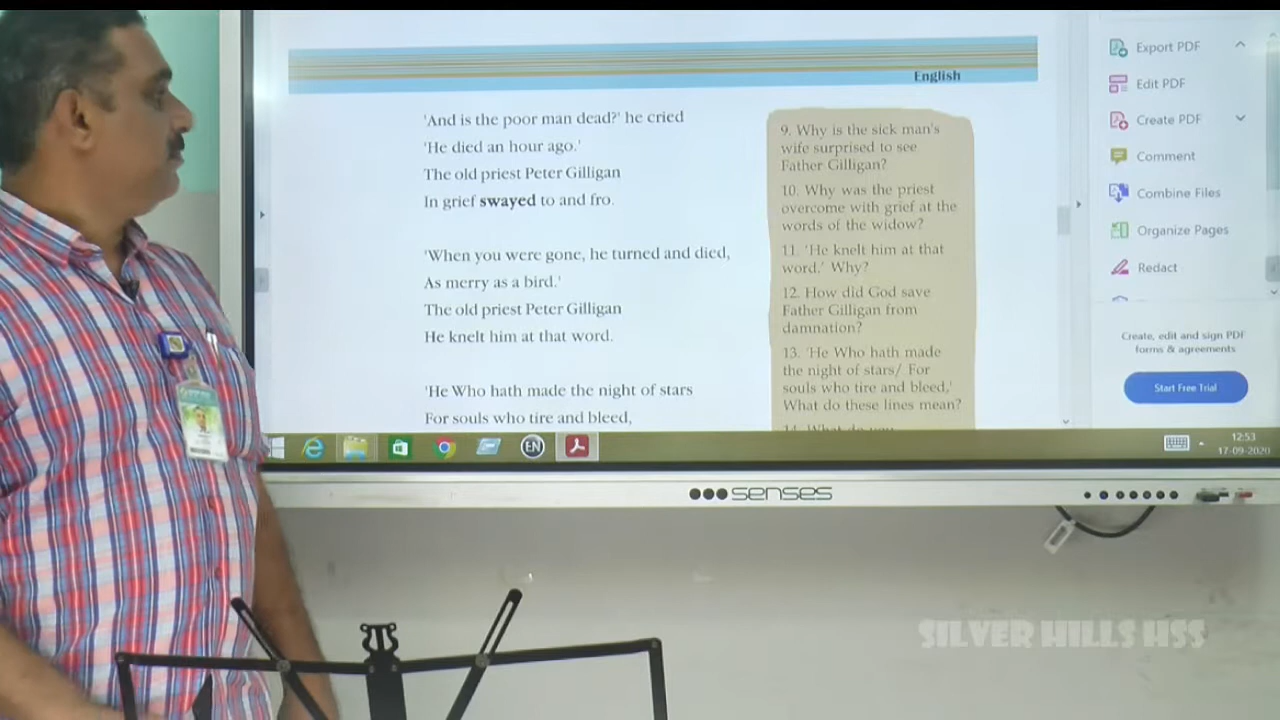 English
'And is the poor man dead?' he cried
'He died an hour ago.'
The old priest Peter Gilligan
In grief swayed to and fro.
'When you were gone, he turned and died,
As merry as a bird.'
The old priest Peter Gilligan
He knelt him at that word.
'He Who hath made the night of stars
For souls who tire and bleed,
9. Why is the sick man's
wife surprised to see
Father Gilligan?
10. Why was the priest
overcome with grief at the
words of the widow?
11. 'He knelt him at that
word.' Why?
12. How did God save
Father Gilligan from
damnation?
13. 'He Who hath made
the night of stars/ For
souls who tire and bleed,'
What do these lines mean?
14. What do you
Export PDF
Edit PDF
Create PDF
Comment
Combine Files
Organize Pages
Redact
Create, edit and sign PDF
forms & agreements
Start Free Trial
EN
12:53
17-09-2020
senses
SILVER HILLS HSS